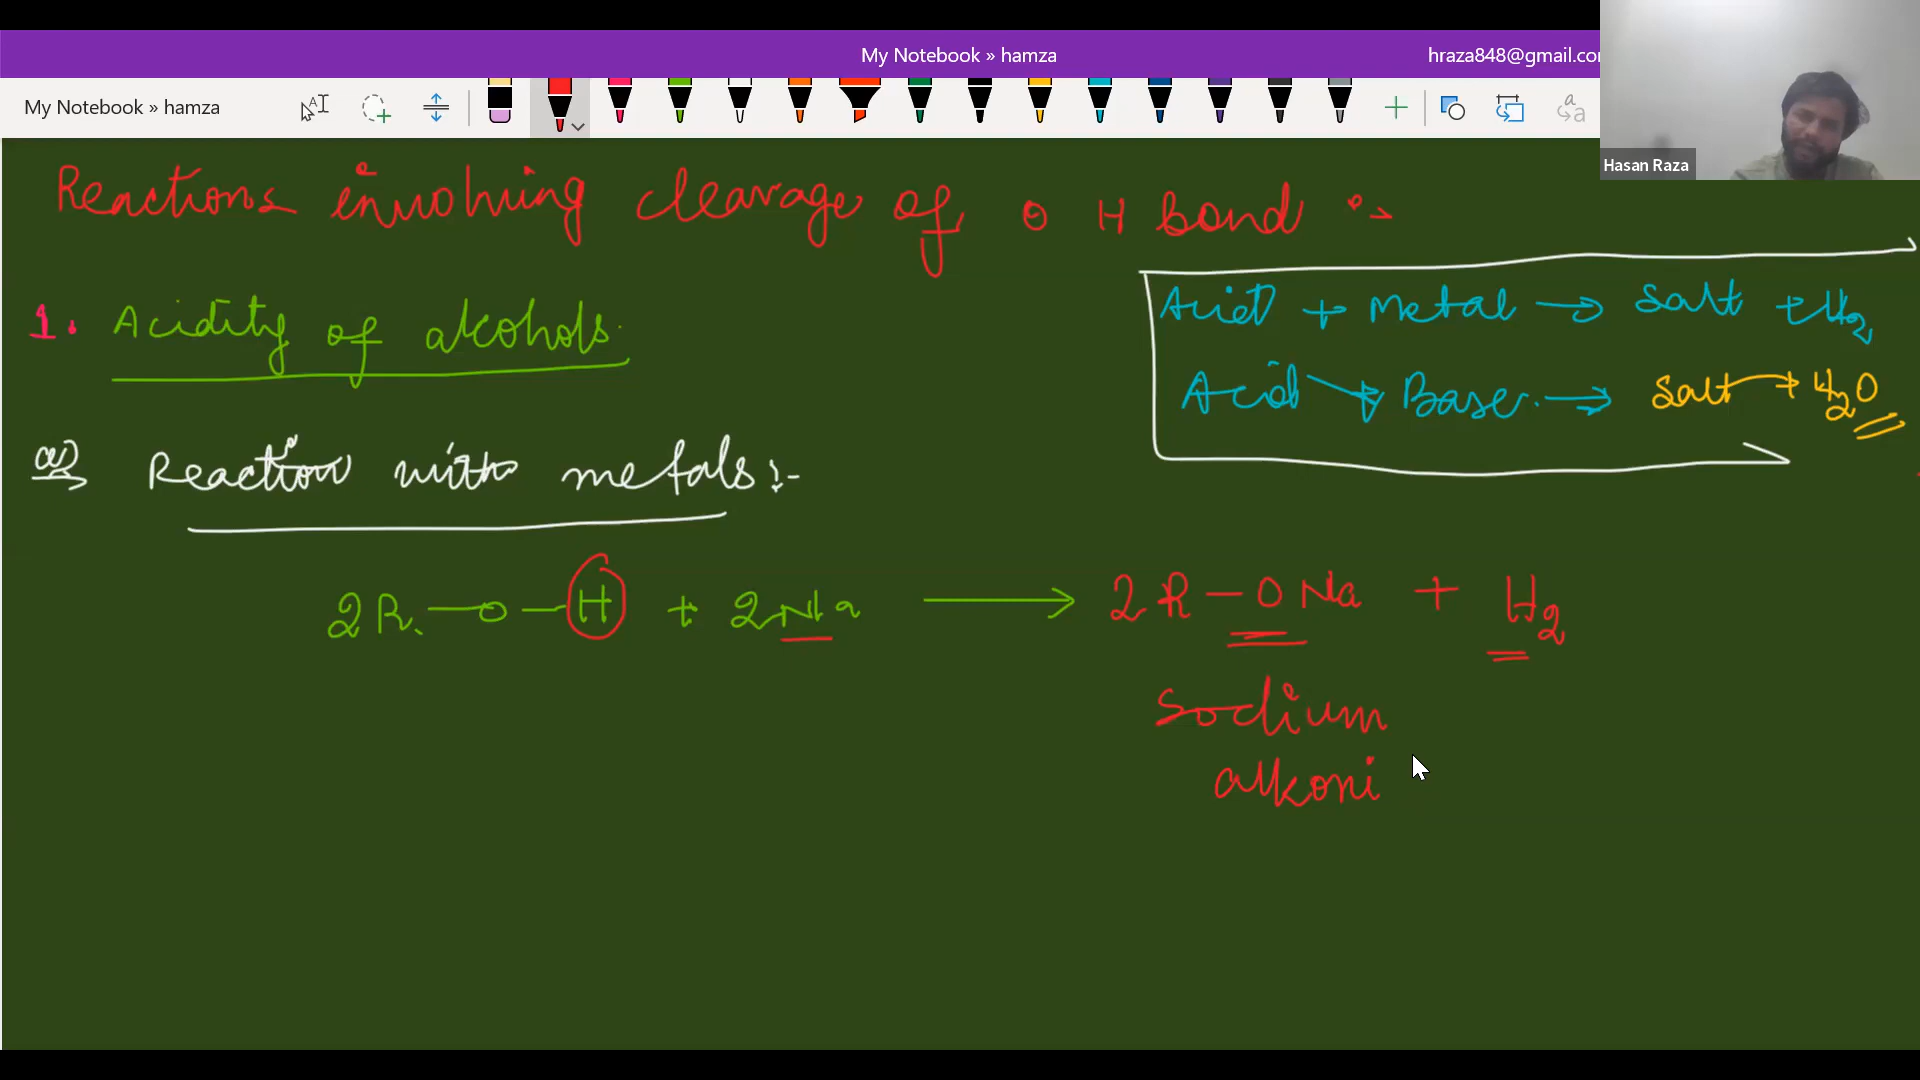 My Notebook » hamza
hraza848@gmail.co
My Notebook » hamza
Hasan Raza
Reactions involving cleavage of O H Bond :-
1. Acidity of alcohols.
Acid + Metal → Salt + H2
Acid + Base. → Salt + H2O
a) Reaction with metals :-
2R-O-H + 2Na → 2R-ONa + H2
Sodium
alkoni